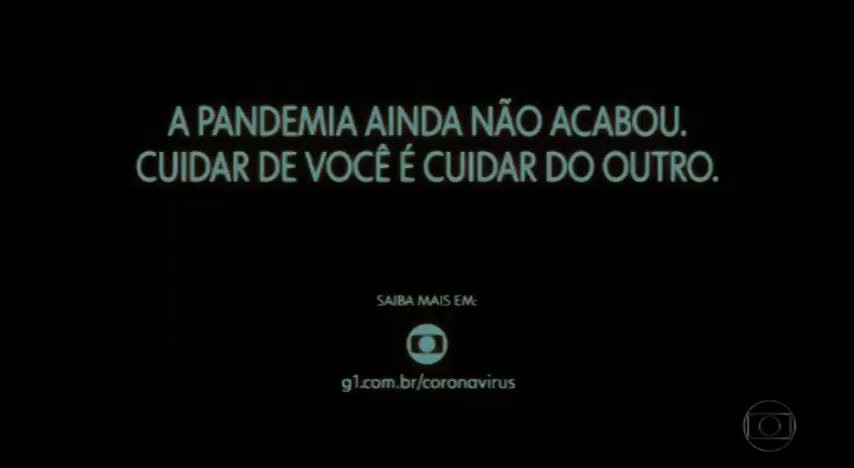 A PANDEMIA AINDA NÃO ACABOU.
CUIDAR DE VOCÊ É CUIDAR DO OUTRO.
SAIBA MAIS EM:
g1.com.br/coronavirus